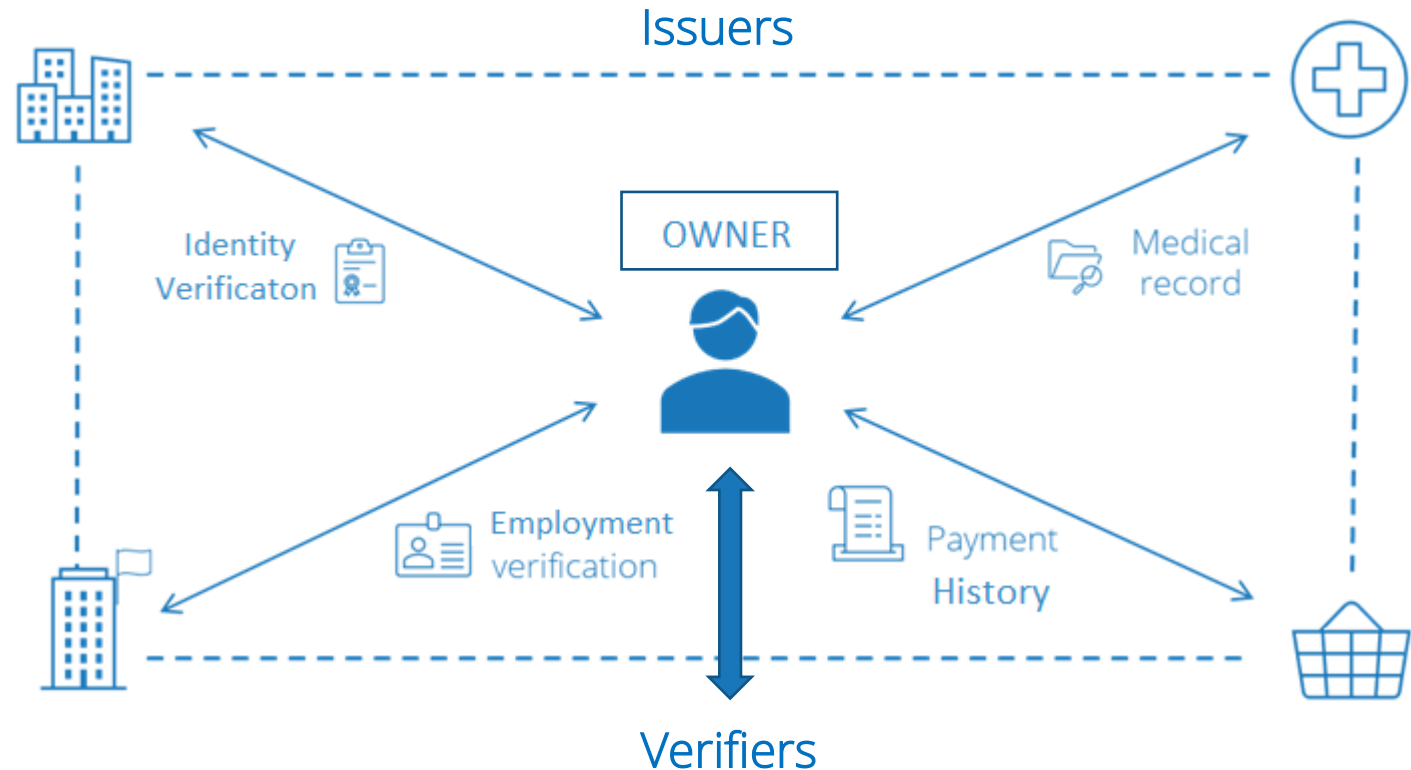 Issuers
OWNER
Identity
Verificaton
Medical
record
Employment
verification
Payment
History
Verifiers